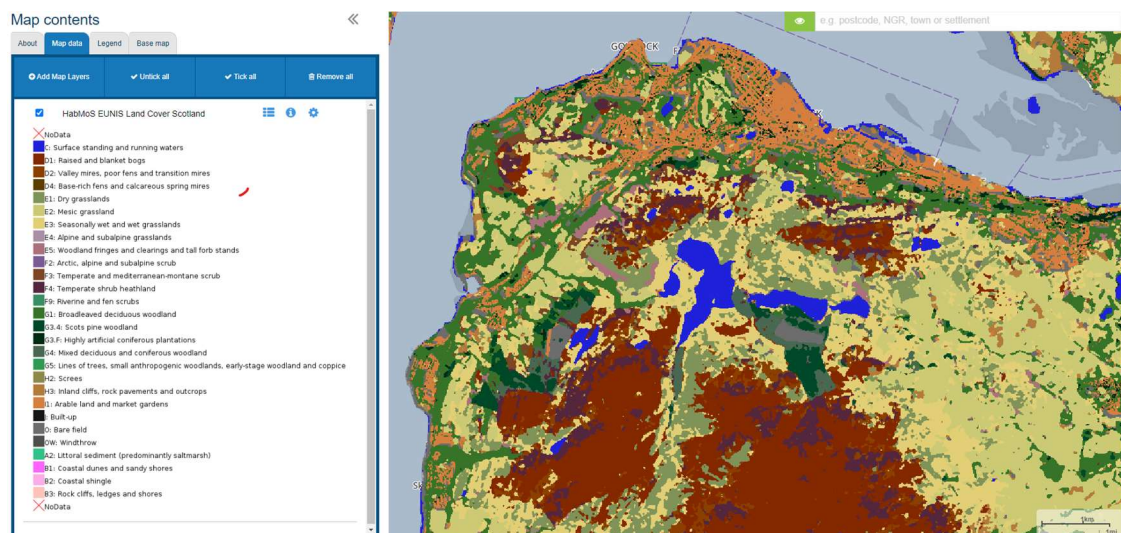 Map contents
About
Map data
Legend
Base map
Add Map Layers
Untick all
Tick all
Remove all
HabMoS EUNIS Land Cover Scotland
NoData
C: Surface standing and running waters
D1: Raised and blanket bogs
D2: Valley mires, poor fens and transition mires
D4: Base-rich fens and calcareous spring mires
E1: Dry grasslands
E2: Mesic grassland
E3: Seasonally wet and wet grasslands
E4: Alpine and subalpine grasslands
E5: Woodland fringes and clearings and tall forb stands
F2: Arctic, alpine and subalpine scrub
F3: Temperate and mediterranean-montane scrub
F4: Temperate shrub heathland
F9: Riverine and fen scrubs
G1: Broadleaved deciduous woodland
G3.4: Scots pine woodland
G3.F: Highly artificial coniferous plantations
G4: Mixed deciduous and coniferous woodland
G5: Lines of trees, small anthropogenic woodlands, early-stage woodland and coppice
H2: Screes
H3: Inland cliffs, rock pavements and outcrops
I1: Arable land and market gardens
J: Built-up
O: Bare field
OW: Windthrow
A2: Littoral sediment (predominantly saltmarsh)
B1: Coastal dunes and sandy shores
B2: Coastal shingle
B3: Rock cliffs, ledges and shores
NoData
e.g. postcode, NGR, town or settlement
1km